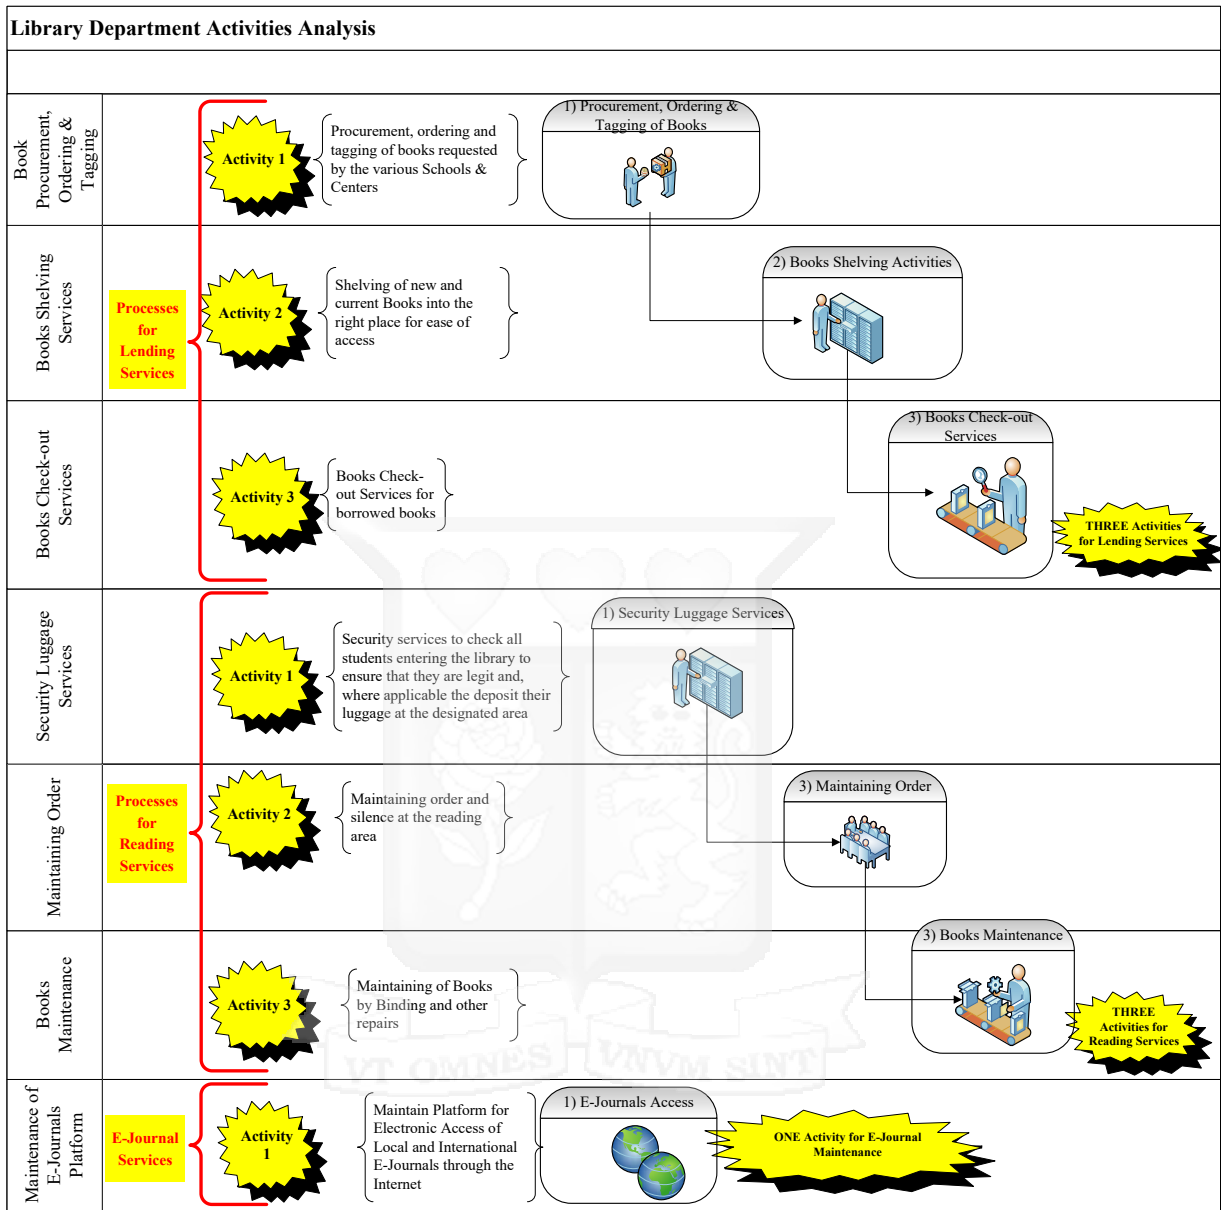 Library Department Activities Analysis
Book
Procurement,
Ordering &
Tagging
Activity 1
Procurement, ordering and
tagging of books requested
by the various Schools &
Centers
1) Procurement, Ordering &
Tagging of Books
Books Shelving
Services
Processes
for
Lending
Services
Activity 2
Shelving of new and
current Books into the
right place for ease of
access
2) Books Shelving Activities
Books Check-out
Services
Activity 3
Books Check-
out Services for
borrowed books
3) Books Check-out
Services
THREE Activities
for Lending Services
Security Luggage
Services
Activity 1
Security services to check all
students entering the library to
ensure that they are legit and,
where applicable the deposit their
luggage at the designated area
1) Security Luggage Services
Maintaining Order
Processes
for
Reading
Services
Activity 2
Maintaining order and
silence at the reading
area
3) Maintaining Order
Books
Maintenance
Activity 3
Maintaining of Books
by Binding and other
repairs
3) Books Maintenance
THREE
Activities for
Reading Services
VT OMNES VNVM SINT
Maintenance of
E-Journals
Platform
E-Journal
Services
Activity
1
Maintain Platform for
Electronic Access of
Local and International
E-Journals through the
Internet
1) E-Journals Access
ONE Activity for E-Journal
Maintenance